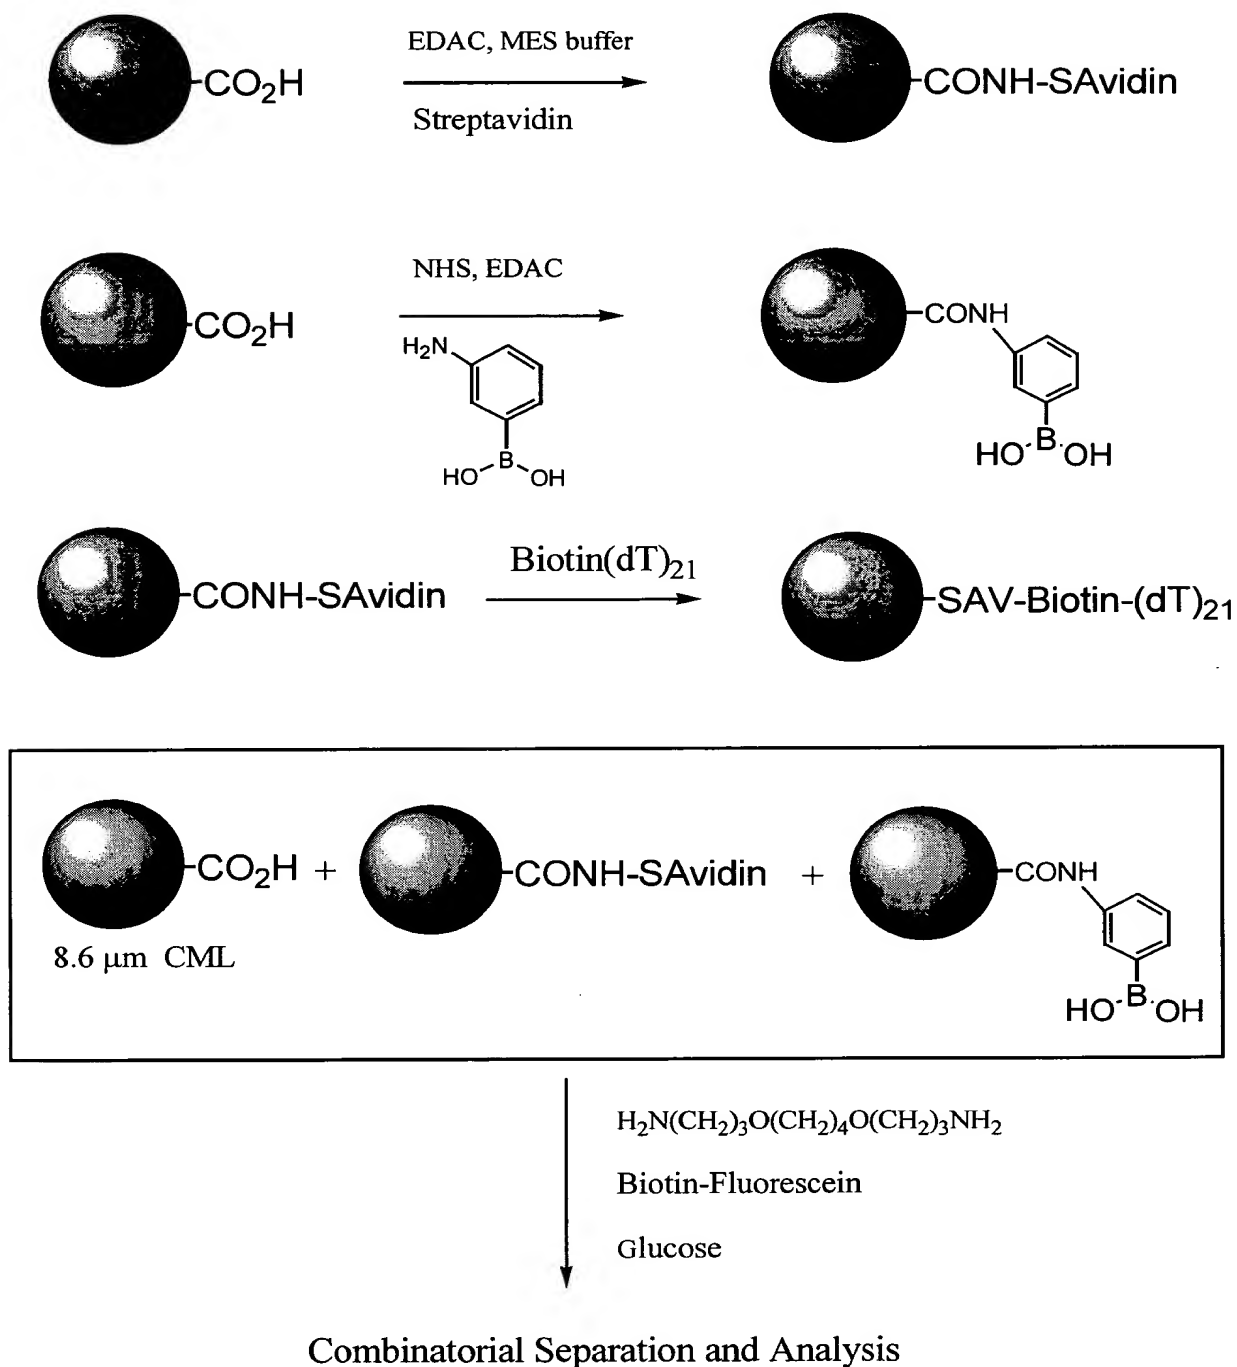 EDAC, MES buffer
CO₂H
CONH-SAvidin
Streptavidin
NHS, EDAC
CO₂H
CONH
H₂N
B
HO
OH
B
HO
OH
Biotin(dT)₂₁
CONH-SAvidin
SAV-Biotin-(dT)₂₁
CO₂H + CONH-SAvidin + CONH
8.6 μm CML
B
HO
OH
H₂N(CH₂)₃O(CH₂)₄O(CH₂)₃NH₂
Biotin-Fluorescein
Glucose
Combinatorial Separation and Analysis